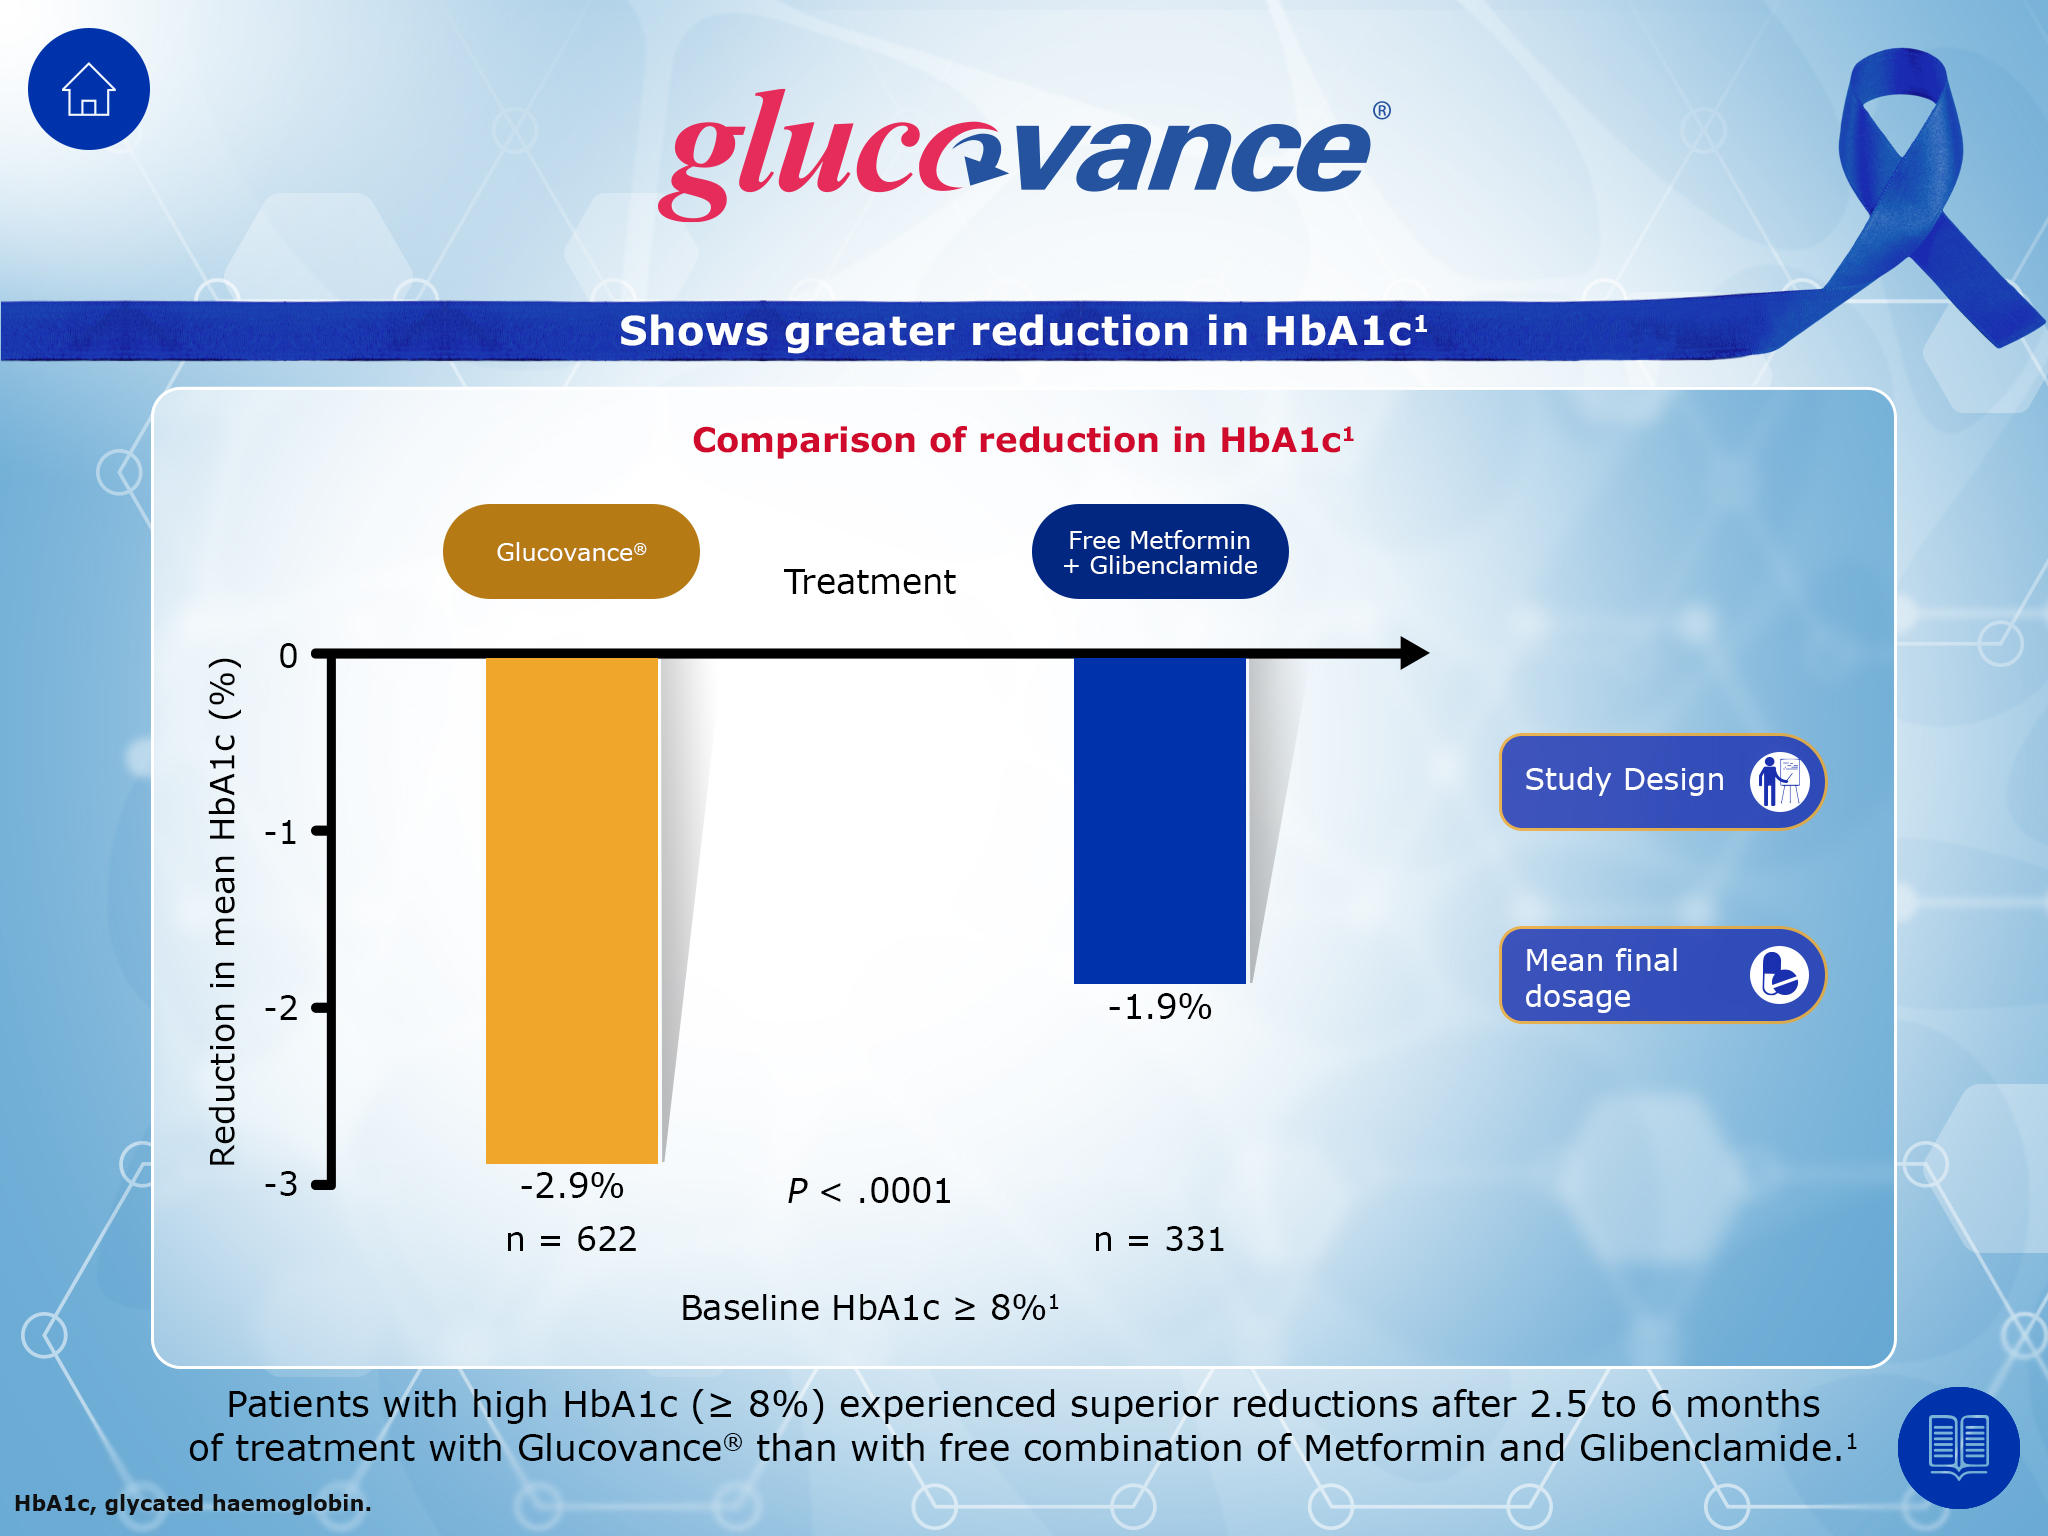 glucovance®
Shows greater reduction in HbA1c¹
Comparison of reduction in HbA1c¹
Glucovance®
Free Metformin
+ Glibenclamide
Treatment
Reduction in mean HbA1c (%)
0
-1
-2
-3
-2.9%
-1.9%
P < .0001
n = 622
n = 331
Baseline HbA1c ≥ 8%¹
Study Design
Mean final
dosage
Patients with high HbA1c (≥ 8%) experienced superior reductions after 2.5 to 6 months
of treatment with Glucovance® than with free combination of Metformin and Glibenclamide.¹
HbA1c, glycated haemoglobin.